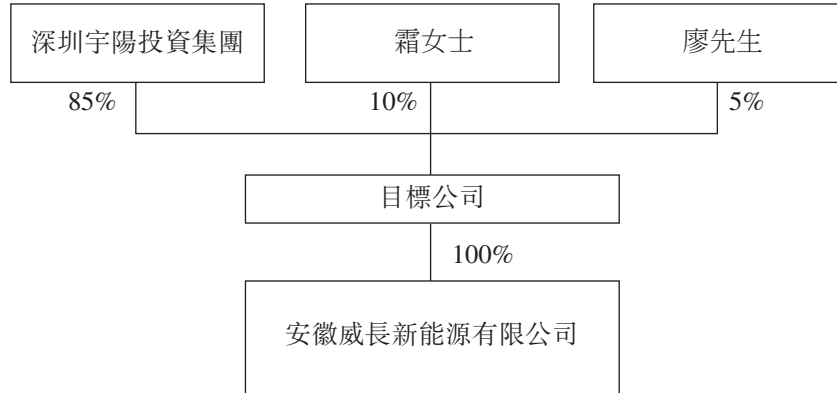 深圳宇陽投資集團
霜女士
廖先生
85%
10%
5%
目標公司
100%
安徽威長新能源有限公司